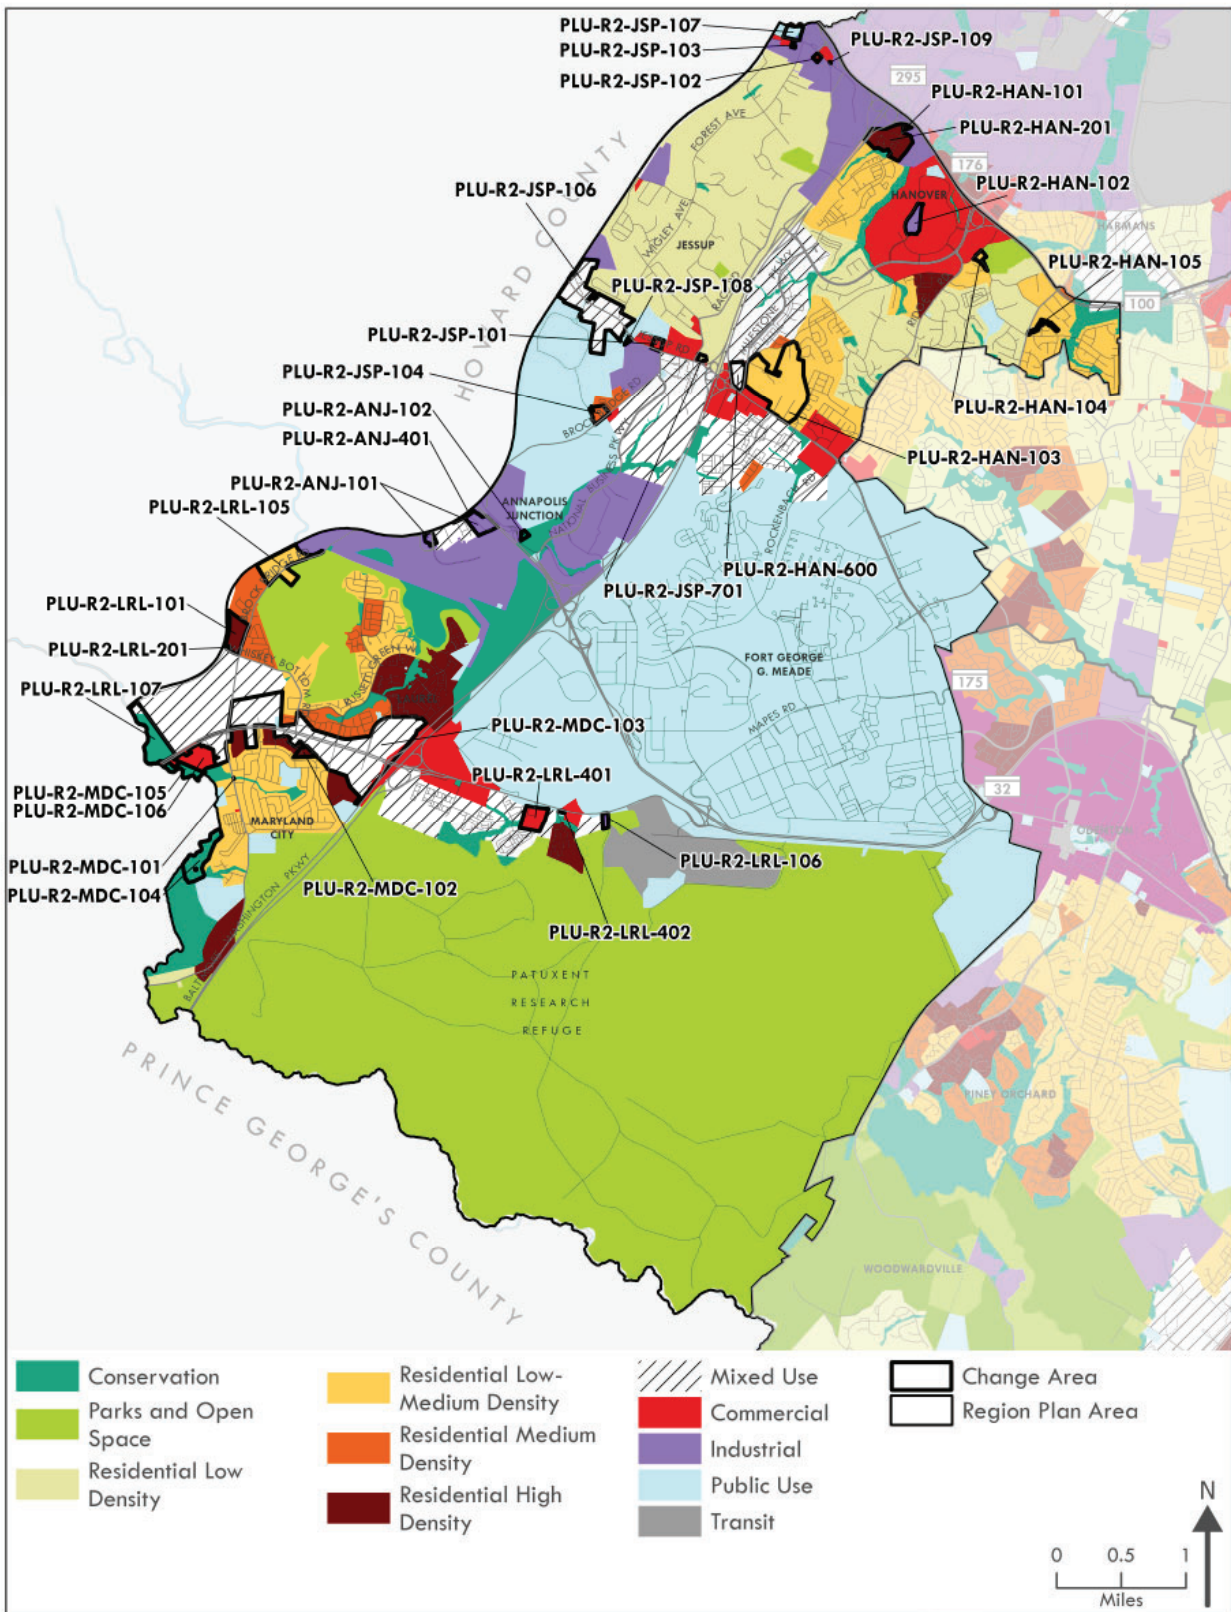 PLU-R2-JSP-107
PLU-R2-JSP-103
PLU-R2-JSP-109
PLU-R2-JSP-102
295
PLU-R2-HAN-101
PLU-R2-HAN-201
FOREST AVE
176
PLU-R2-HAN-102
PLU-R2-JSP-106
HANOVER
HOWARD COUNTY
WIGLEY AVE
JESSUP
HARMANS
PLU-R2-HAN-105
PLU-R2-JSP-108
RACE RD
100
PLU-R2-JSP-101
PLU-R2-JSP-104
PLU-R2-HAN-104
PLU-R2-ANJ-102
PLU-R2-ANJ-401
PLU-R2-HAN-103
PLU-R2-ANJ-101
ANNAPOLIS
JUNCTION
NATIONAL BUSINESS PKWY
ROCKENBACH RD
PLU-R2-LRL-105
PLU-R2-HAN-600
PLU-R2-JSP-701
PLU-R2-LRL-101
PLU-R2-LRL-201
FORT GEORGE
G. MEADE
175
PLU-R2-LRL-107
MAPES RD
PLU-R2-MDC-103
PLU-R2-LRL-401
32
PLU-R2-MDC-105
PLU-R2-MDC-106
MARYLAND
CITY
PLU-R2-MDC-101
PLU-R2-LRL-106
PLU-R2-MDC-104
PLU-R2-MDC-102
PLU-R2-LRL-402
PATUXENT
RESEARCH
REFUGE
PINEY ORCHARD
PRINCE GEORGE'S COUNTY
WOODWARDVILLE
Conservation
Parks and Open
Space
Residential Low
Density
Residential Low-
Medium Density
Residential Medium
Density
Residential High
Density
Mixed Use
Commercial
Industrial
Public Use
Transit
Change Area
Region Plan Area
N
0 0.5 1
Miles